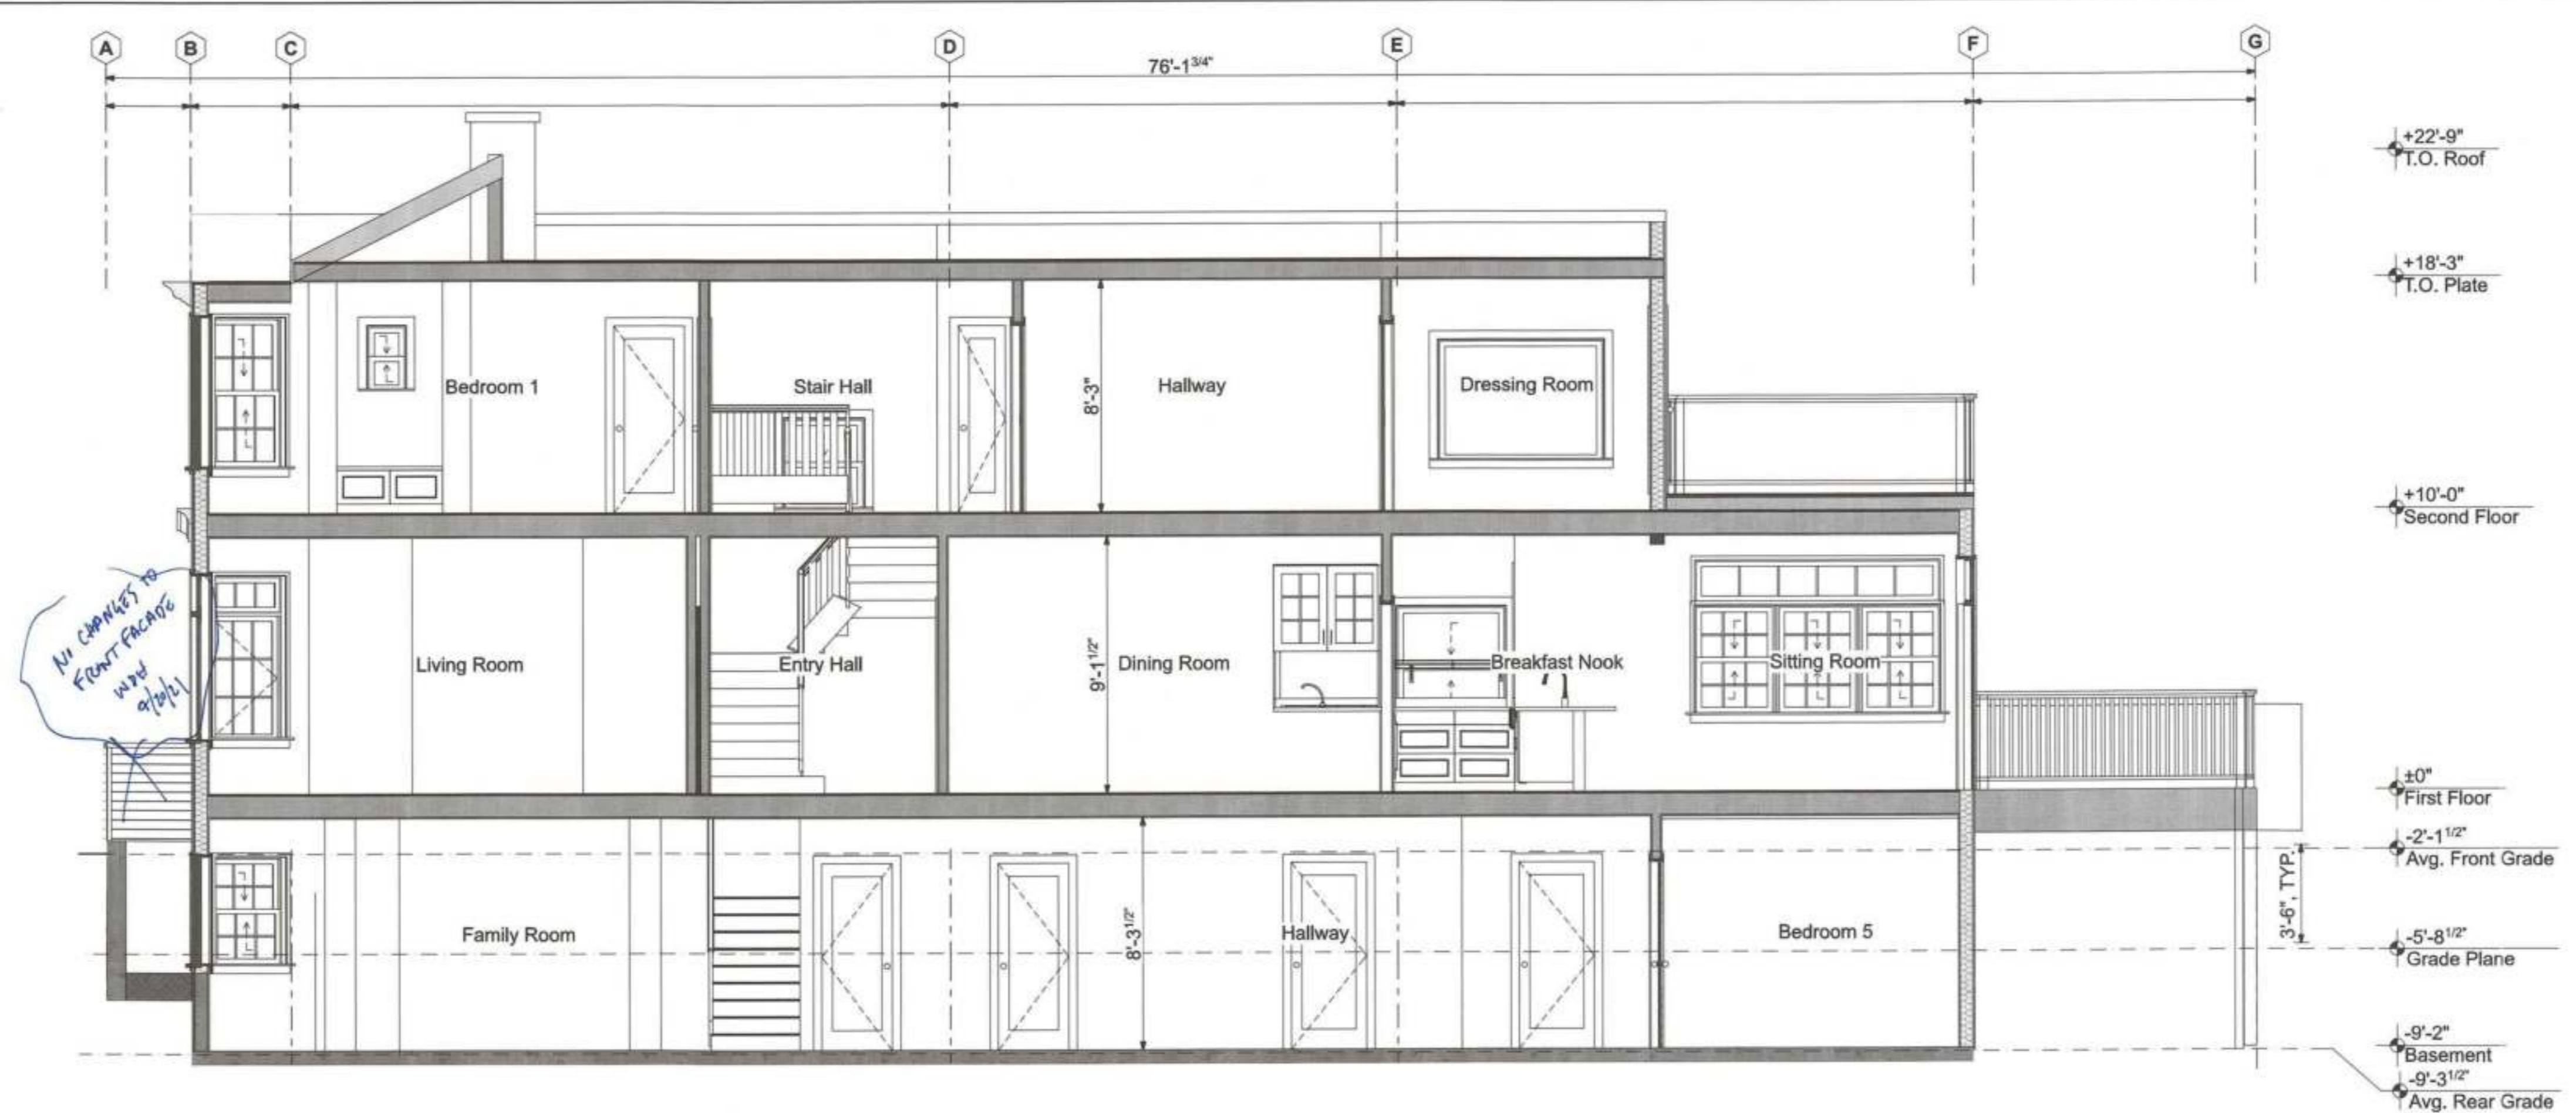 A B C D E F G
76'-1 3/4"
+22'-9"
T.O. Roof
+18'-3"
T.O. Plate
Bedroom 1
Stair Hall
8'-3"
Hallway
Dressing Room
+10'-0"
Second Floor
NO CHANGES TO
FRONT FACADE
Living Room
Entry Hall
9'-1 1/2"
Dining Room
Breakfast Nook
Sitting Room
±0"
First Floor
-2'-1 1/2"
Avg. Front Grade
3'-6", TYP.
Family Room
8'-3 1/2"
Hallway
Bedroom 5
-5'-8 1/2"
Grade Plane
-9'-2"
Basement
-9'-3 1/2"
Avg. Rear Grade